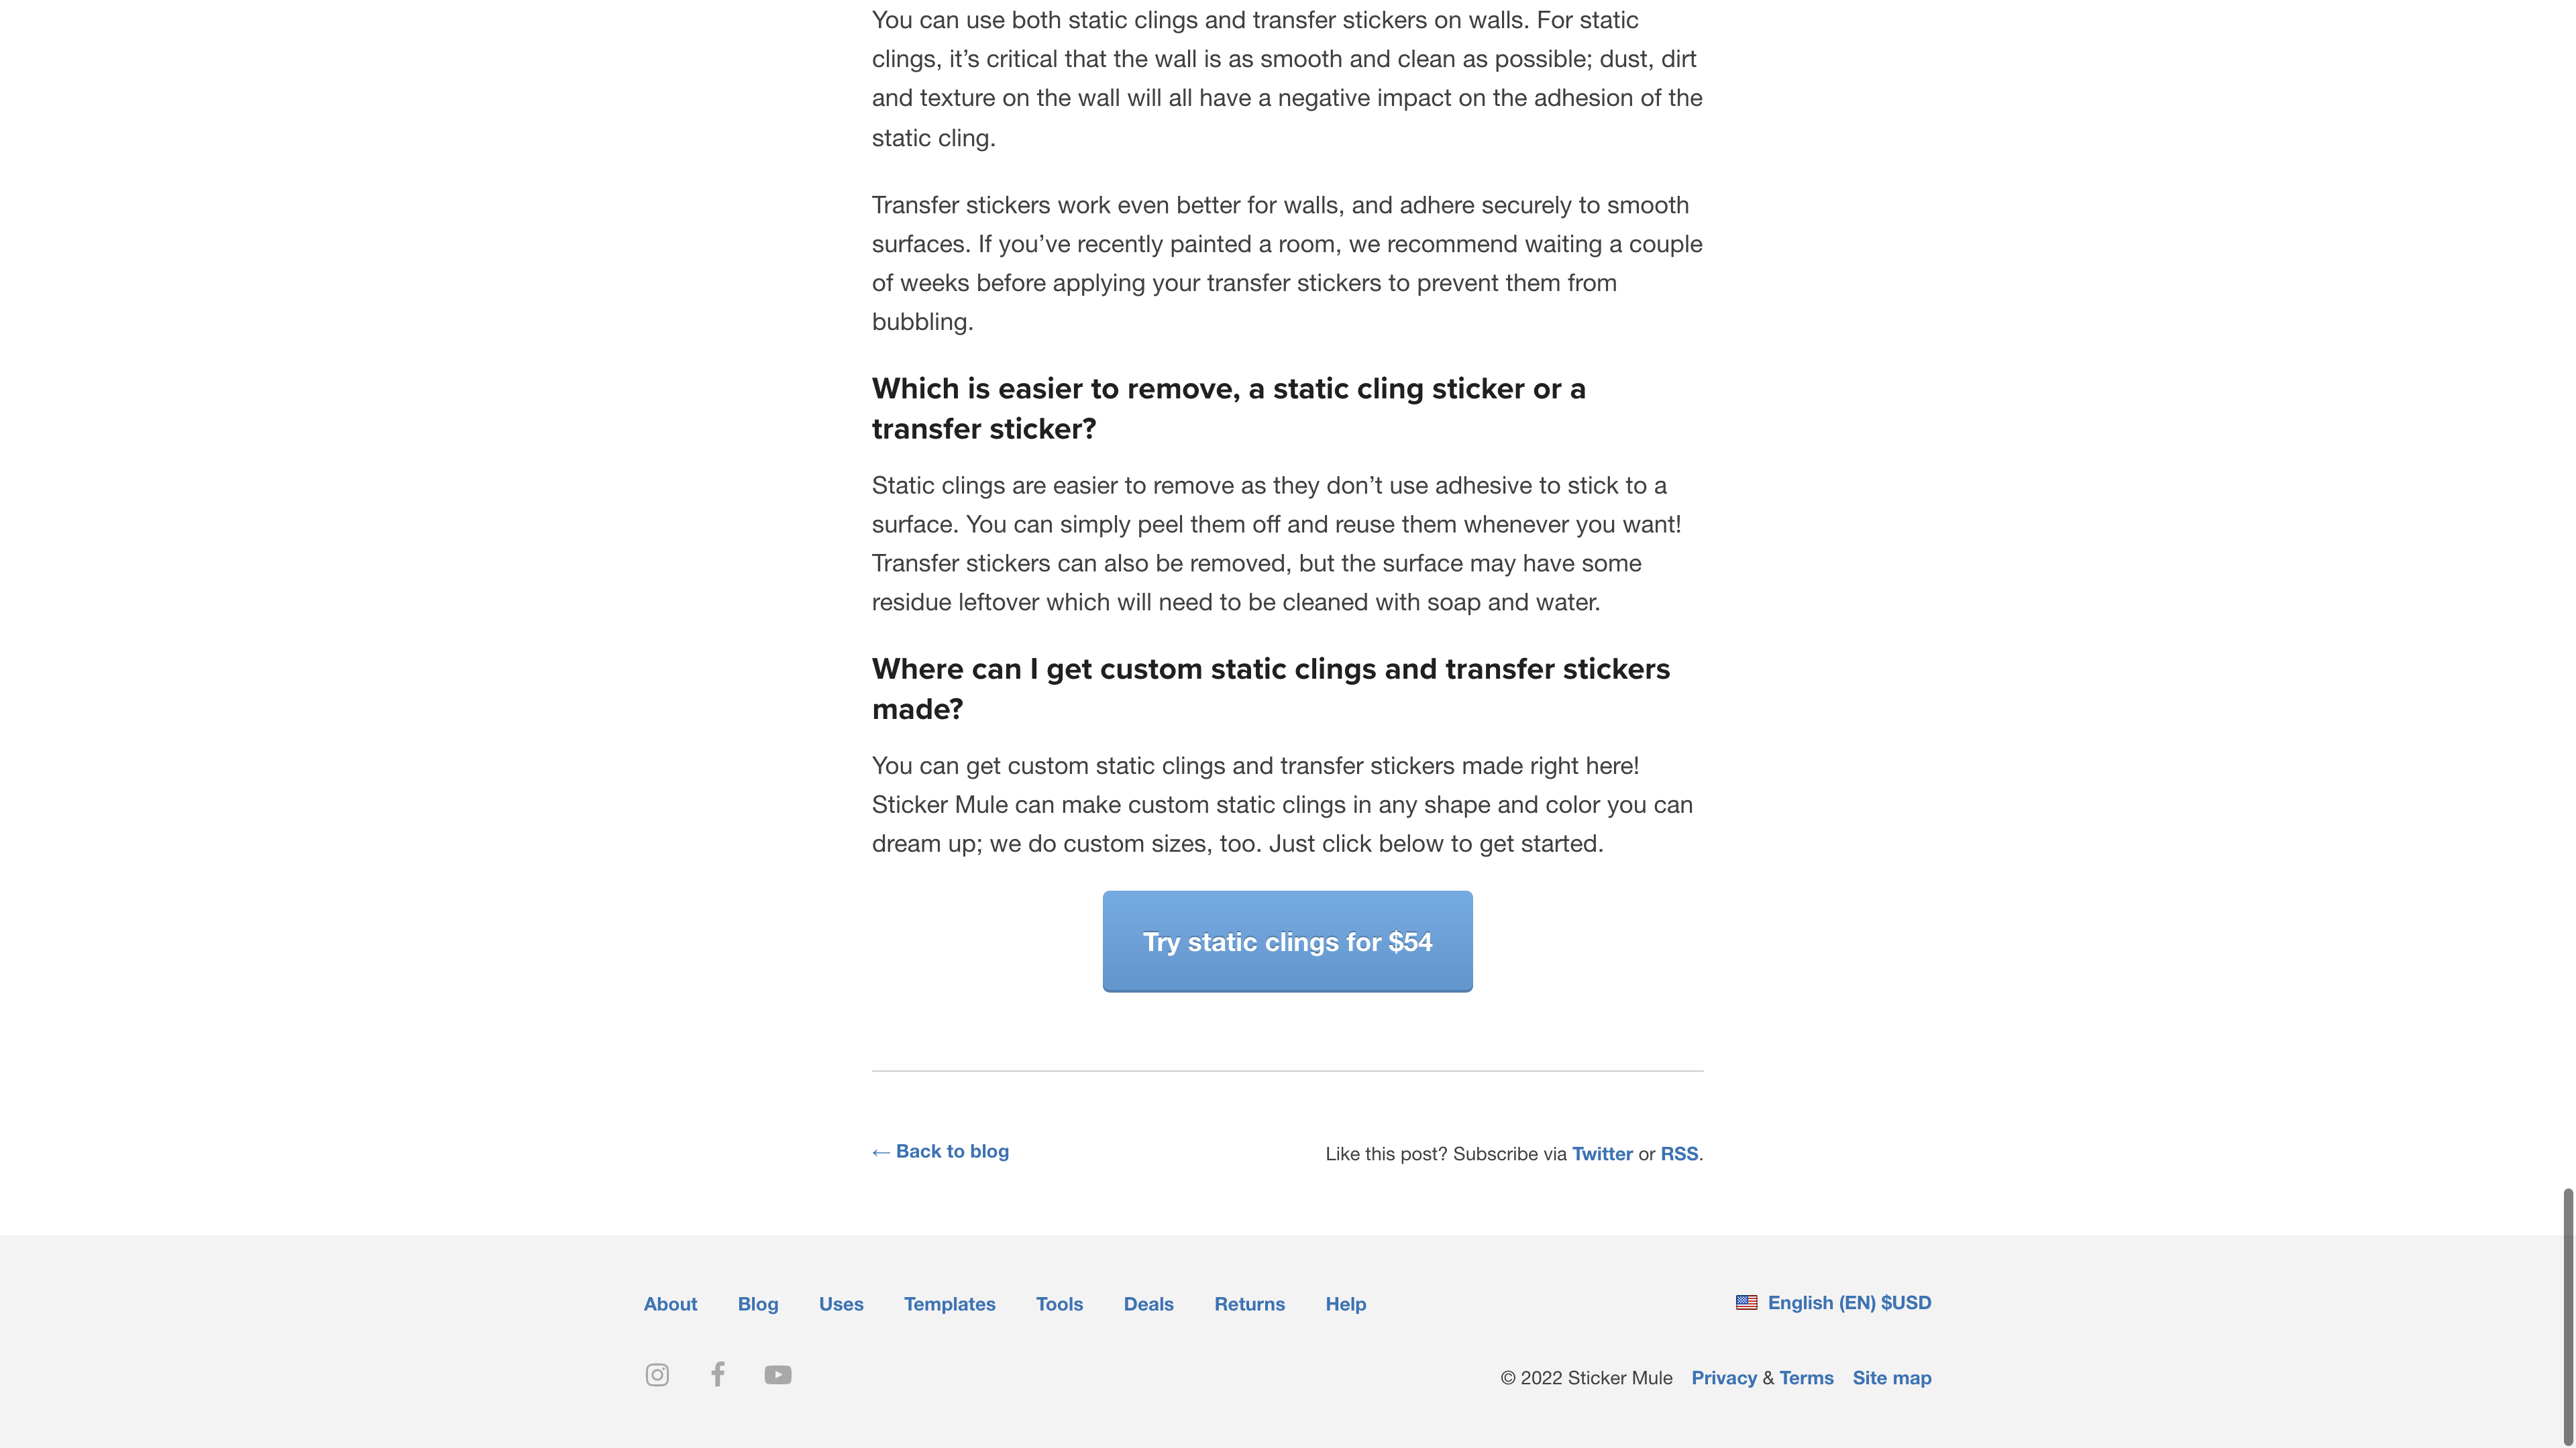 You can use both static clings and transfer stickers on walls. For static
clings, it’s critical that the wall is as smooth and clean as possible; dust, dirt
and texture on the wall will all have a negative impact on the adhesion of the
static cling.
Transfer stickers work even better for walls, and adhere securely to smooth
surfaces. If you’ve recently painted a room, we recommend waiting a couple
of weeks before applying your transfer stickers to prevent them from
bubbling.
Which is easier to remove, a static cling sticker or a
transfer sticker?
Static clings are easier to remove as they don’t use adhesive to stick to a
surface. You can simply peel them off and reuse them whenever you want!
Transfer stickers can also be removed, but the surface may have some
residue leftover which will need to be cleaned with soap and water.
Where can I get custom static clings and transfer stickers
made?
You can get custom static clings and transfer stickers made right here!
Sticker Mule can make custom static clings in any shape and color you can
dream up; we do custom sizes, too. Just click below to get started.
Try static clings for $54
← Back to blog
Like this post? Subscribe via Twitter or RSS.
About Blog Uses Templates Tools Deals Returns Help
English (EN) $USD
© 2022 Sticker Mule Privacy & Terms Site map